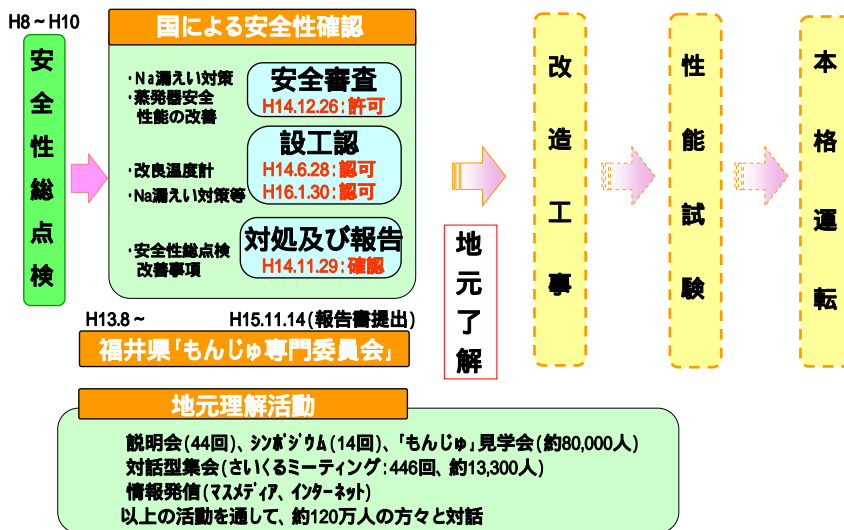 H8～H10
安全性総点検
国による安全性確認
･Na漏えい対策
･蒸発器安全
性能の改善
安全審査
H14.12.26：許可
･改良温度計
･Na漏えい対策等
設工認
H14.6.28：認可
H16.1.30：認可
･安全性総点検
改善事項
対処及び報告
H14.11.29：確認
H13.8～
H15.11.14(報告書提出)
福井県｢もんじゅ専門委員会｣
地元了解
改造工事
性能試験
本格運転
地元理解活動
説明会(44回)、ｼﾝﾎﾟｼﾞｳﾑ(14回)、｢もんじゅ｣見学会(約80,000人)
対話型集会(さいくるミーティング：446回、約13,300人)
情報発信(ﾏｽﾒﾃﾞｨｱ、ｲﾝﾀｰﾈｯﾄ)
以上の活動を通して、約120万人の方々と対話